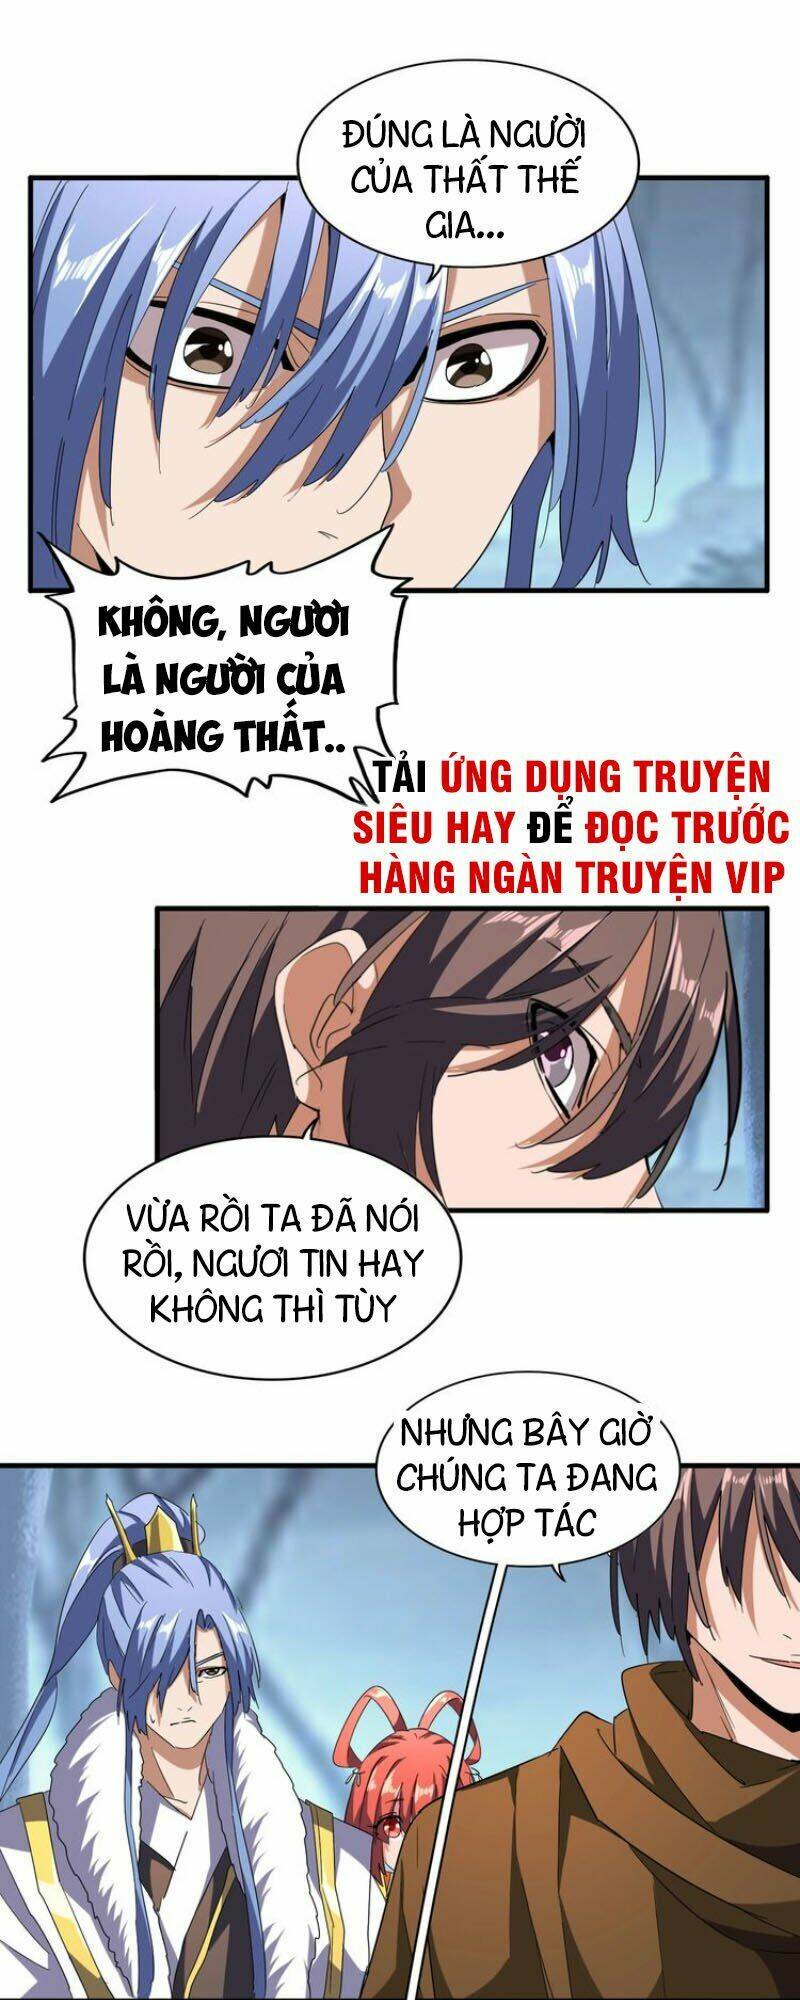 ĐÚNG LÀ NGƯỜI
CỦA THẤT THẾ
GIA...
KHÔNG, NGƯƠI
LÀ NGƯỜI CỦA
HOÀNG THẤT..
TẢI ỨNG DỤNG TRUYỆN
SIÊU HAY ĐỂ ĐỌC TRƯỚC
HÀNG NGÀN TRUYỆN VIP
VỪA RỒI TA ĐÃ NÓI
RỒI, NGƯƠI TIN HAY
KHÔNG THÌ TÙY
NHƯNG BÂY GIỜ
CHÚNG TA ĐANG
HỢP TÁC